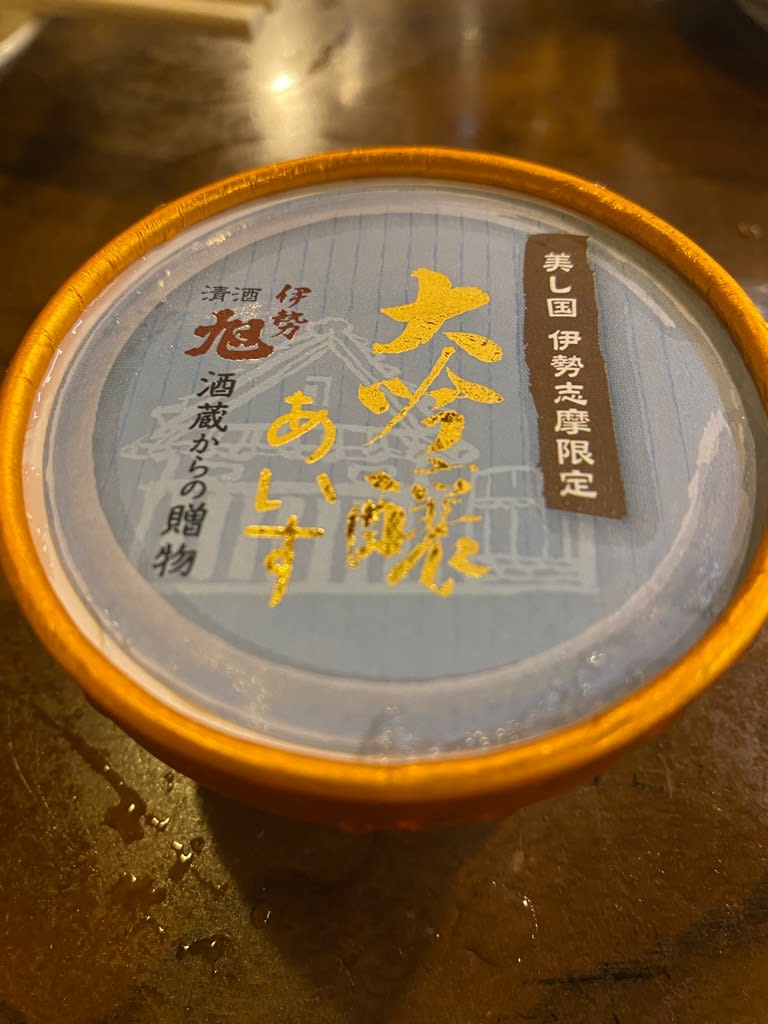 美し国 伊勢志摩限定
大吟醸
あいす
清酒 伊勢
旭
酒蔵からの贈物